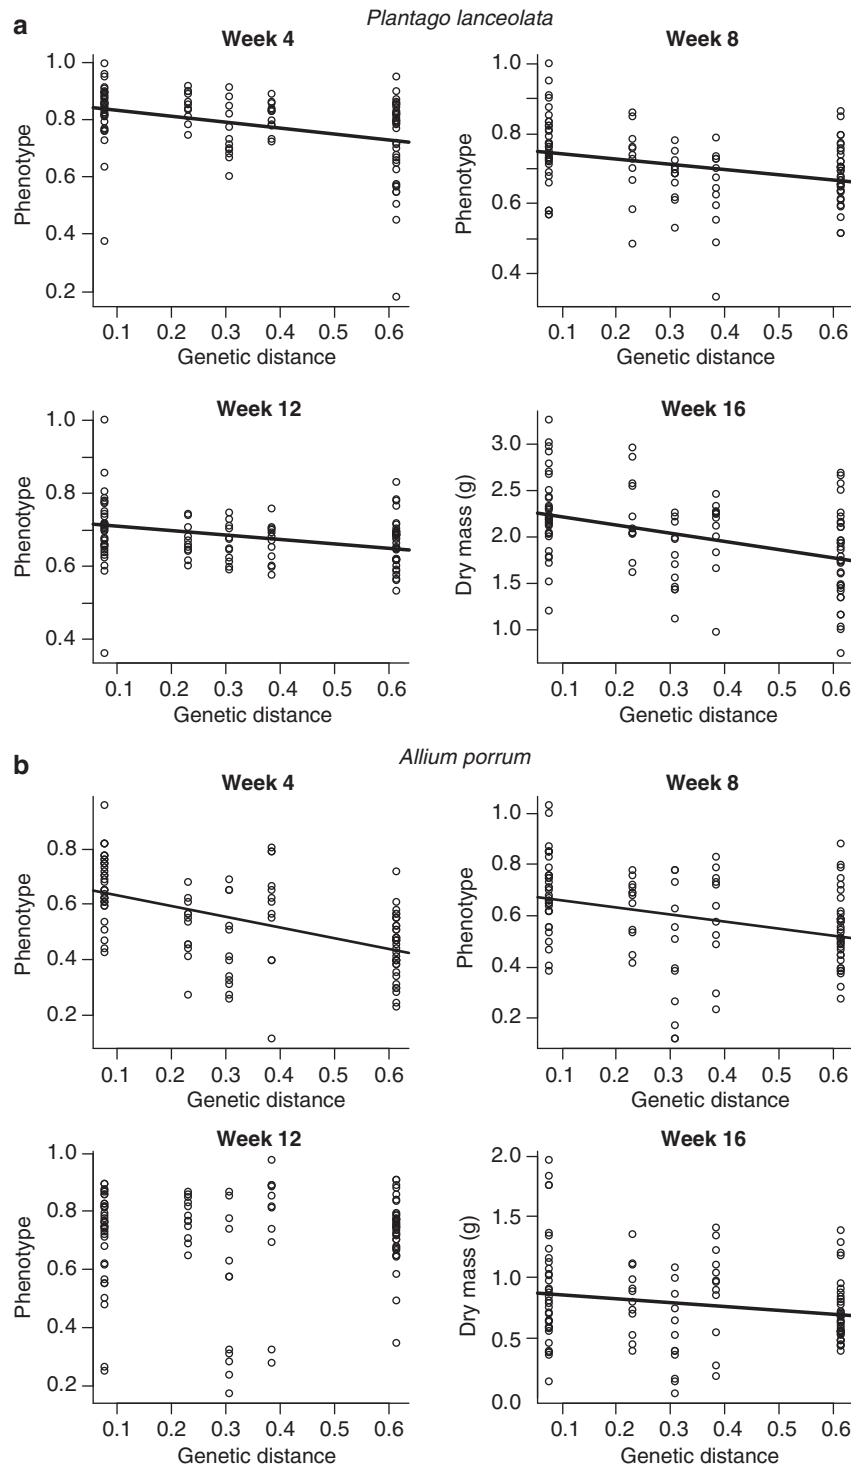 a
Plantago lanceolata
Week 4
Week 8
1.0
0.8
0.6
0.4
0.2
Phenotype
0.1 0.2 0.3 0.4 0.5 0.6
Genetic distance
1.0
0.8
0.6
0.4
Phenotype
0.1 0.2 0.3 0.4 0.5 0.6
Genetic distance
Week 12
Week 16
1.0
0.8
0.6
0.4
Phenotype
0.1 0.2 0.3 0.4 0.5 0.6
Genetic distance
3.0
2.5
2.0
1.5
1.0
Dry mass (g)
0.1 0.2 0.3 0.4 0.5 0.6
Genetic distance
b
Allium porrum
Week 4
Week 8
0.8
0.6
0.4
0.2
Phenotype
0.1 0.2 0.3 0.4 0.5 0.6
Genetic distance
1.0
0.8
0.6
0.4
0.2
Phenotype
0.1 0.2 0.3 0.4 0.5 0.6
Genetic distance
Week 12
Week 16
1.0
0.8
0.6
0.4
0.2
Phenotype
0.1 0.2 0.3 0.4 0.5 0.6
Genetic distance
2.0
1.5
1.0
0.5
0.0
Dry mass (g)
0.1 0.2 0.3 0.4 0.5 0.6
Genetic distance